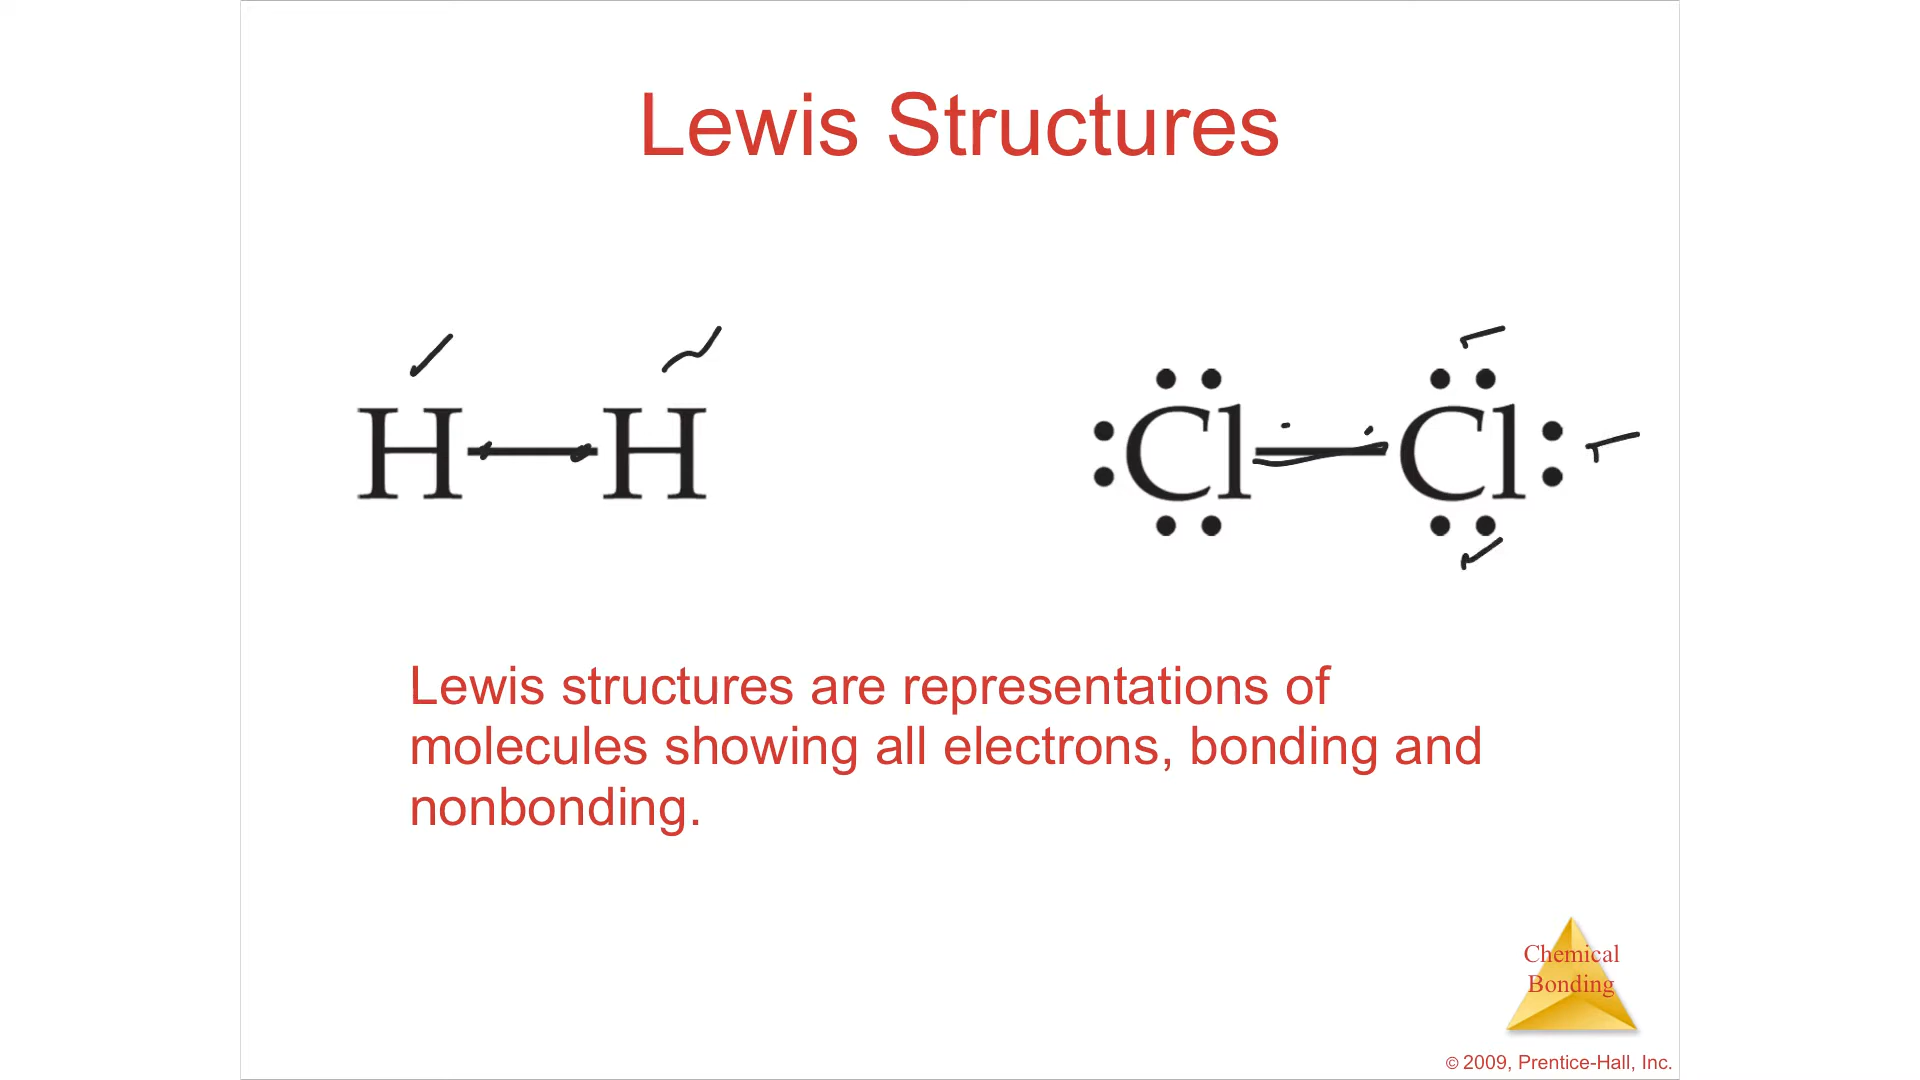 Lewis Structures
H—H
:Cl—Cl:
Lewis structures are representations of
molecules showing all electrons, bonding and
nonbonding.
Chemical
Bonding
© 2009, Prentice-Hall, Inc.